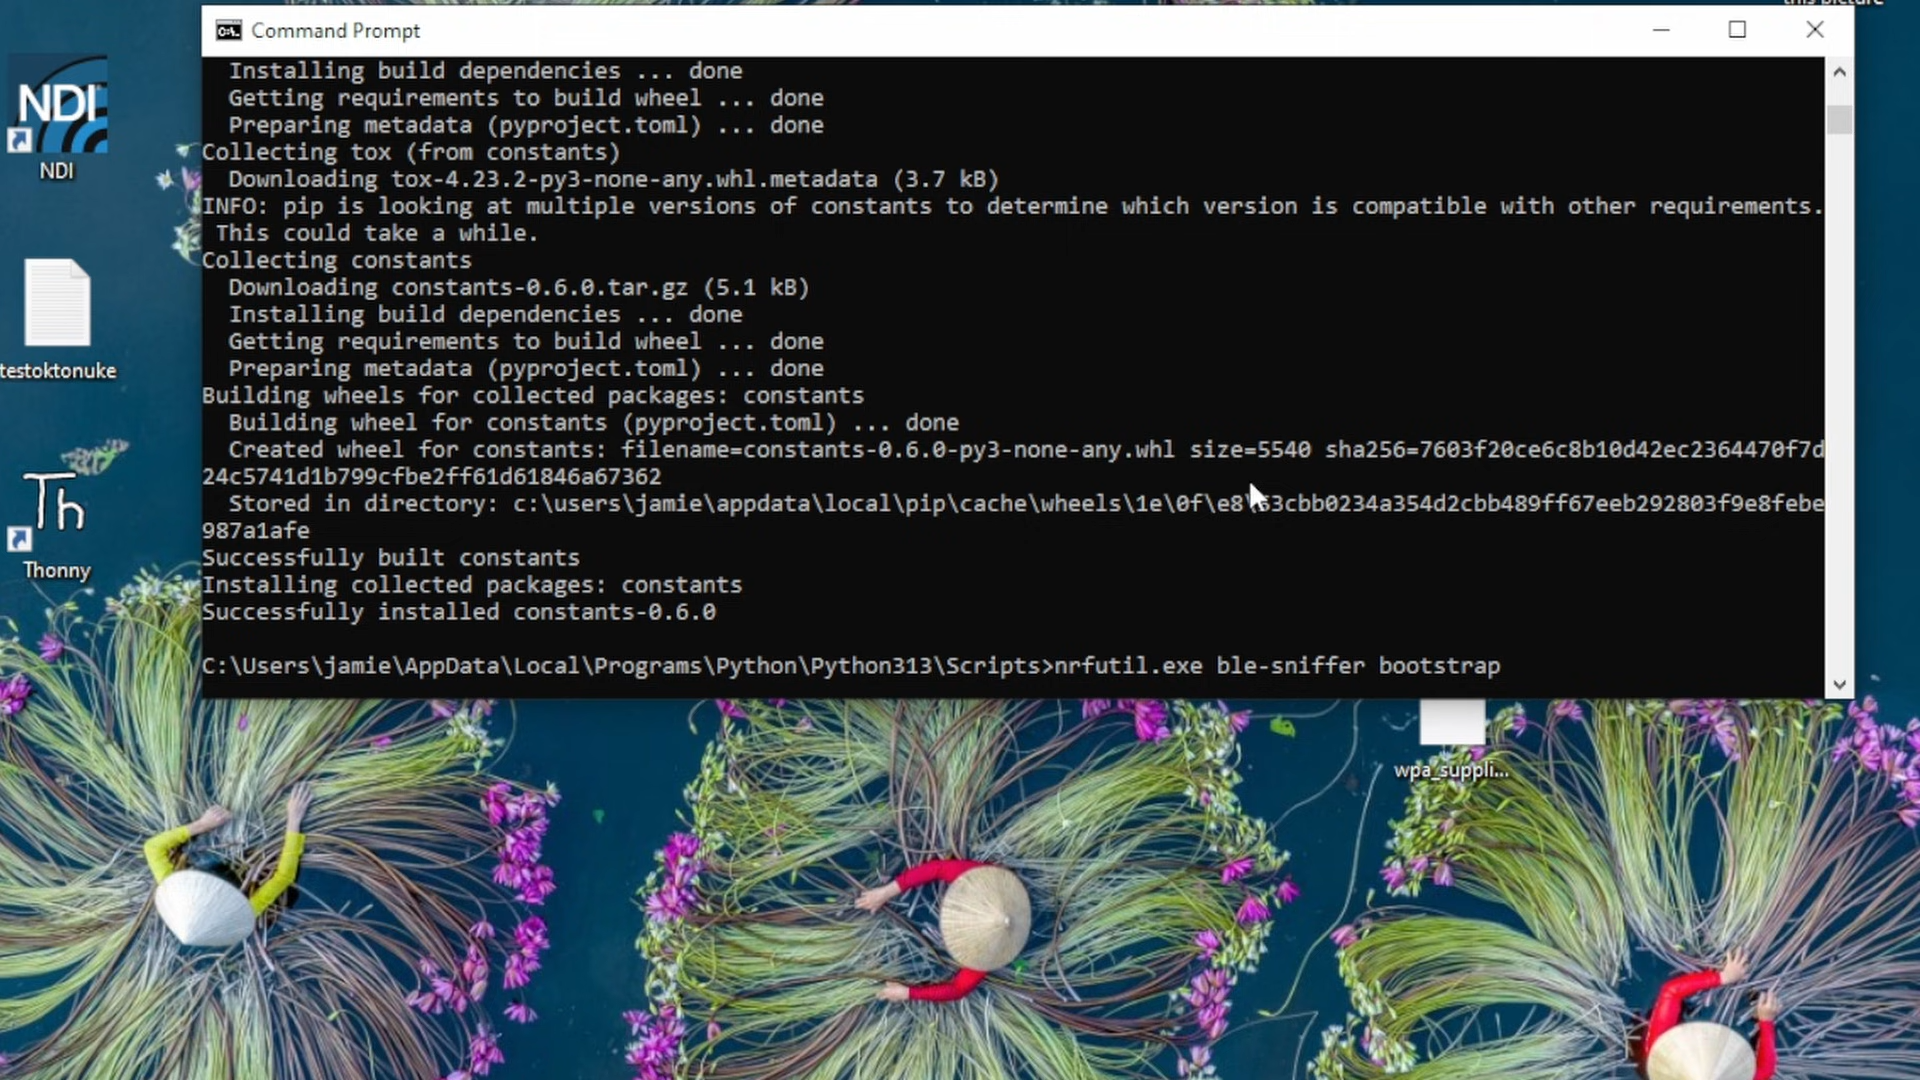 this picture
Command Prompt
Installing build dependencies ... done
Getting requirements to build wheel ... done
Preparing metadata (pyproject.toml) ... done
Collecting tox (from constants)
Downloading tox-4.23.2-py3-none-any.whl.metadata (3.7 kB)
INFO: pip is looking at multiple versions of constants to determine which version is compatible with other requirements.
This could take a while.
Collecting constants
Downloading constants-0.6.0.tar.gz (5.1 kB)
Installing build dependencies ... done
Getting requirements to build wheel ... done
Preparing metadata (pyproject.toml) ... done
Building wheels for collected packages: constants
Building wheel for constants (pyproject.toml) ... done
Created wheel for constants: filename=constants-0.6.0-py3-none-any.whl size=5540 sha256=7603f20ce6c8b10d42ec2364470f7d
24c5741d1b799cfbe2ff61d61846a67362
Stored in directory: c:\users\jamie\appdata\local\pip\cache\wheels\1e\0f\e8\53cbb0234a354d2cbb489ff67eeb292803f9e8febe
987a1afe
Successfully built constants
Installing collected packages: constants
Successfully installed constants-0.6.0
C:\Users\jamie\AppData\Local\Programs\Python\Python313\Scripts>nrfutil.exe ble-sniffer bootstrap
NDI
NDI
testoktonuke
Th
Thonny
wpa_suppli...